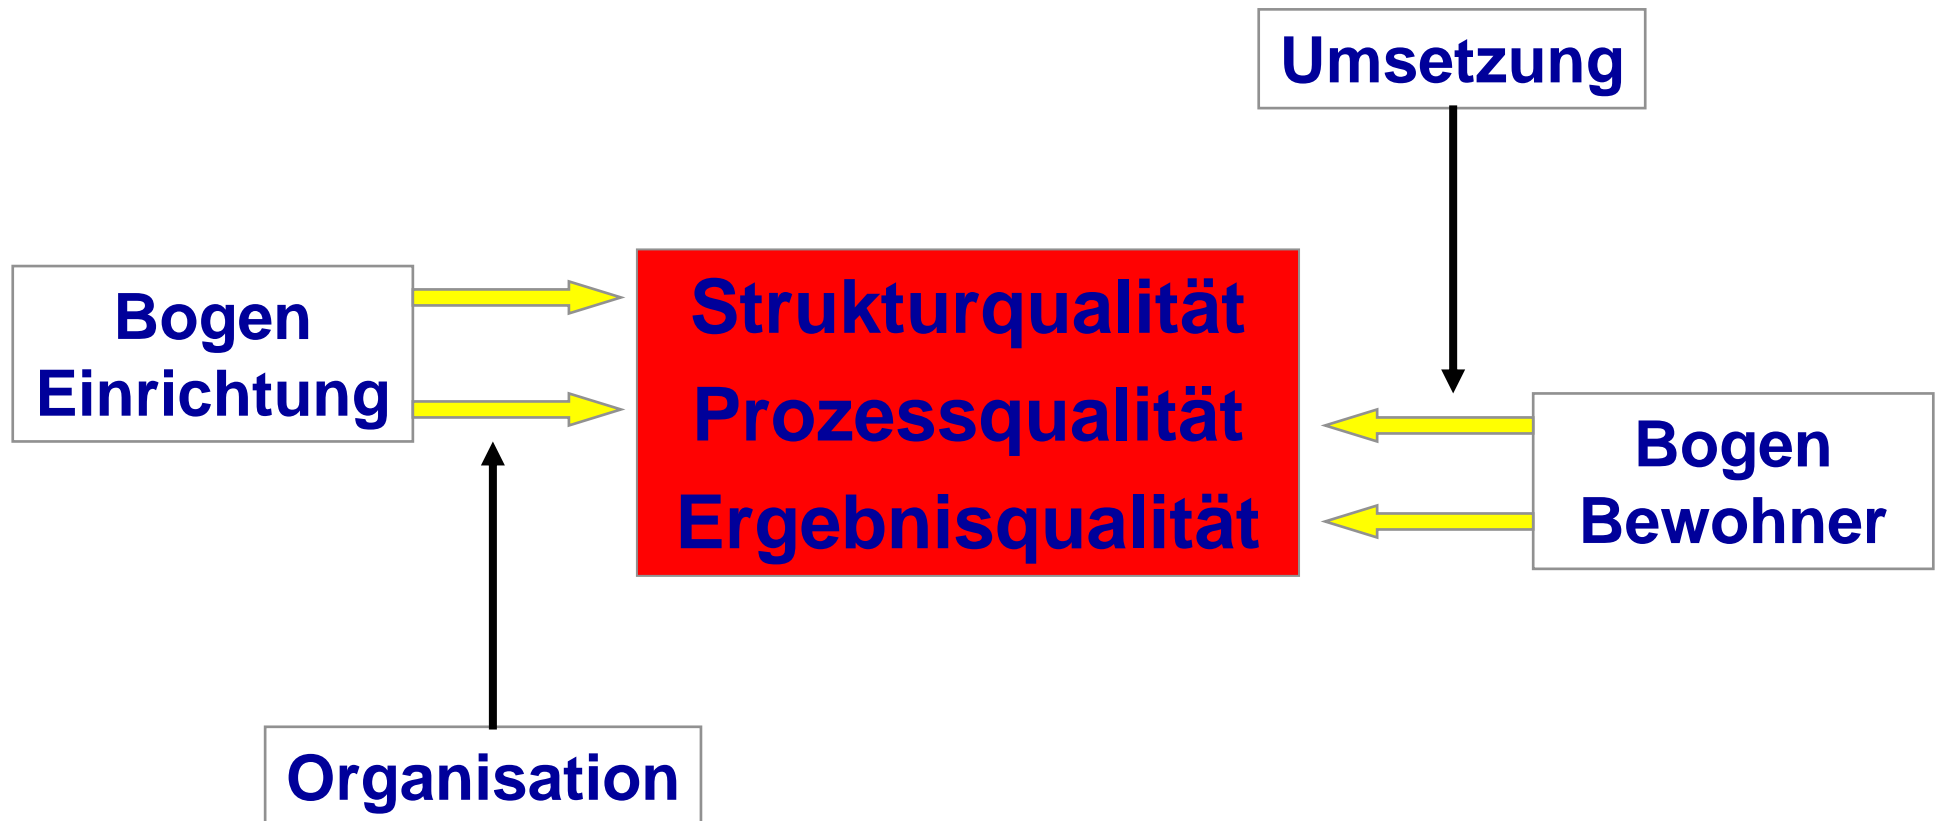 Umsetzung
Bogen
Einrichtung
Strukturqualität
Prozessqualität
Ergebnisqualität
Bogen
Bewohner
Organisation